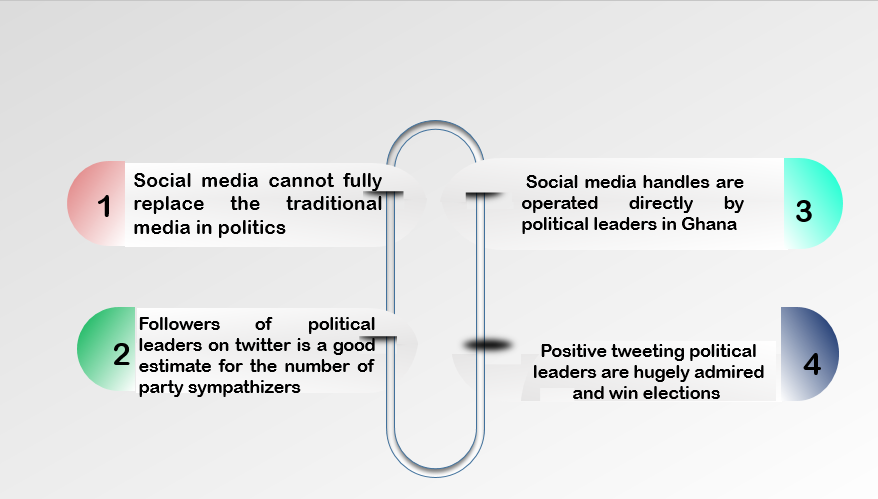 1
Social media cannot fully
replace the traditional
media in politics
2
Followers of political
leaders on twitter is a good
estimate for the number of
party sympathizers
3
Social media handles are
operated directly by
political leaders in Ghana
4
Positive tweeting political
leaders are hugely admired
and win elections